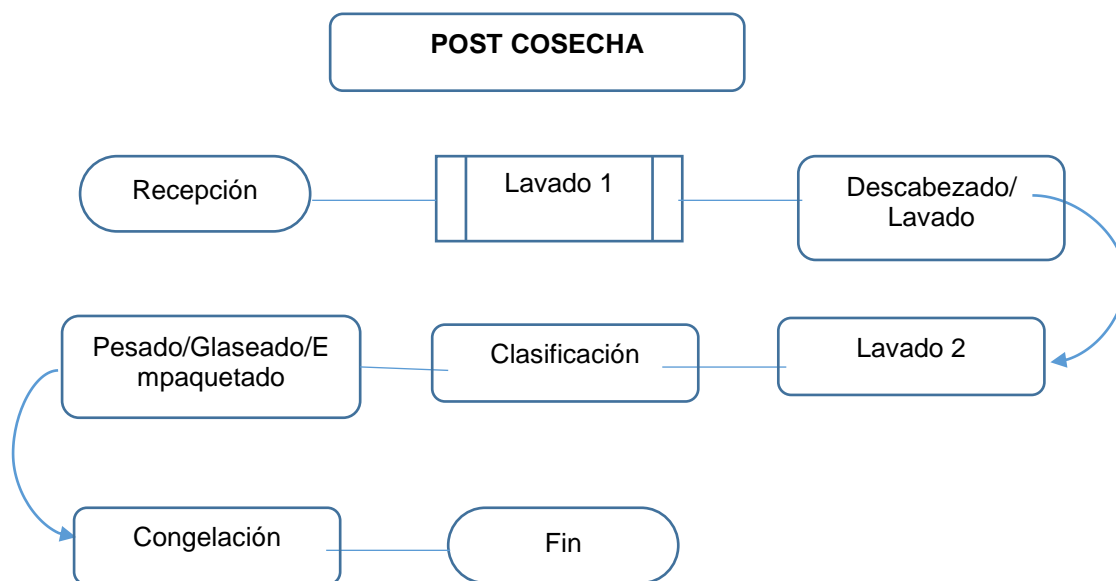 POST COSECHA
Recepción
Lavado 1
Descabezado/
Lavado
Pesado/Glaseado/E
mpaquetado
Clasificación
Lavado 2
Congelación
Fin